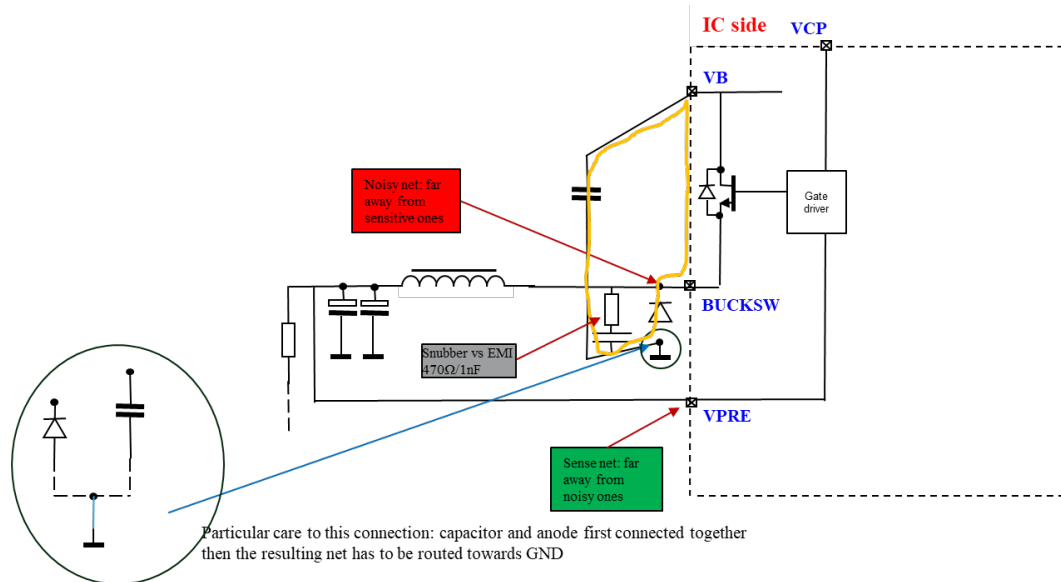 IC side
VCP
VB
Noisy net: far
away from
sensitive ones
Gate
driver
BUCKSW
Snubber vs EMI
470Ω/1nF
VPRE
Sense net: far
away from
noisy ones
Particular care to this connection: capacitor and anode first connected together
then the resulting net has to be routed towards GND